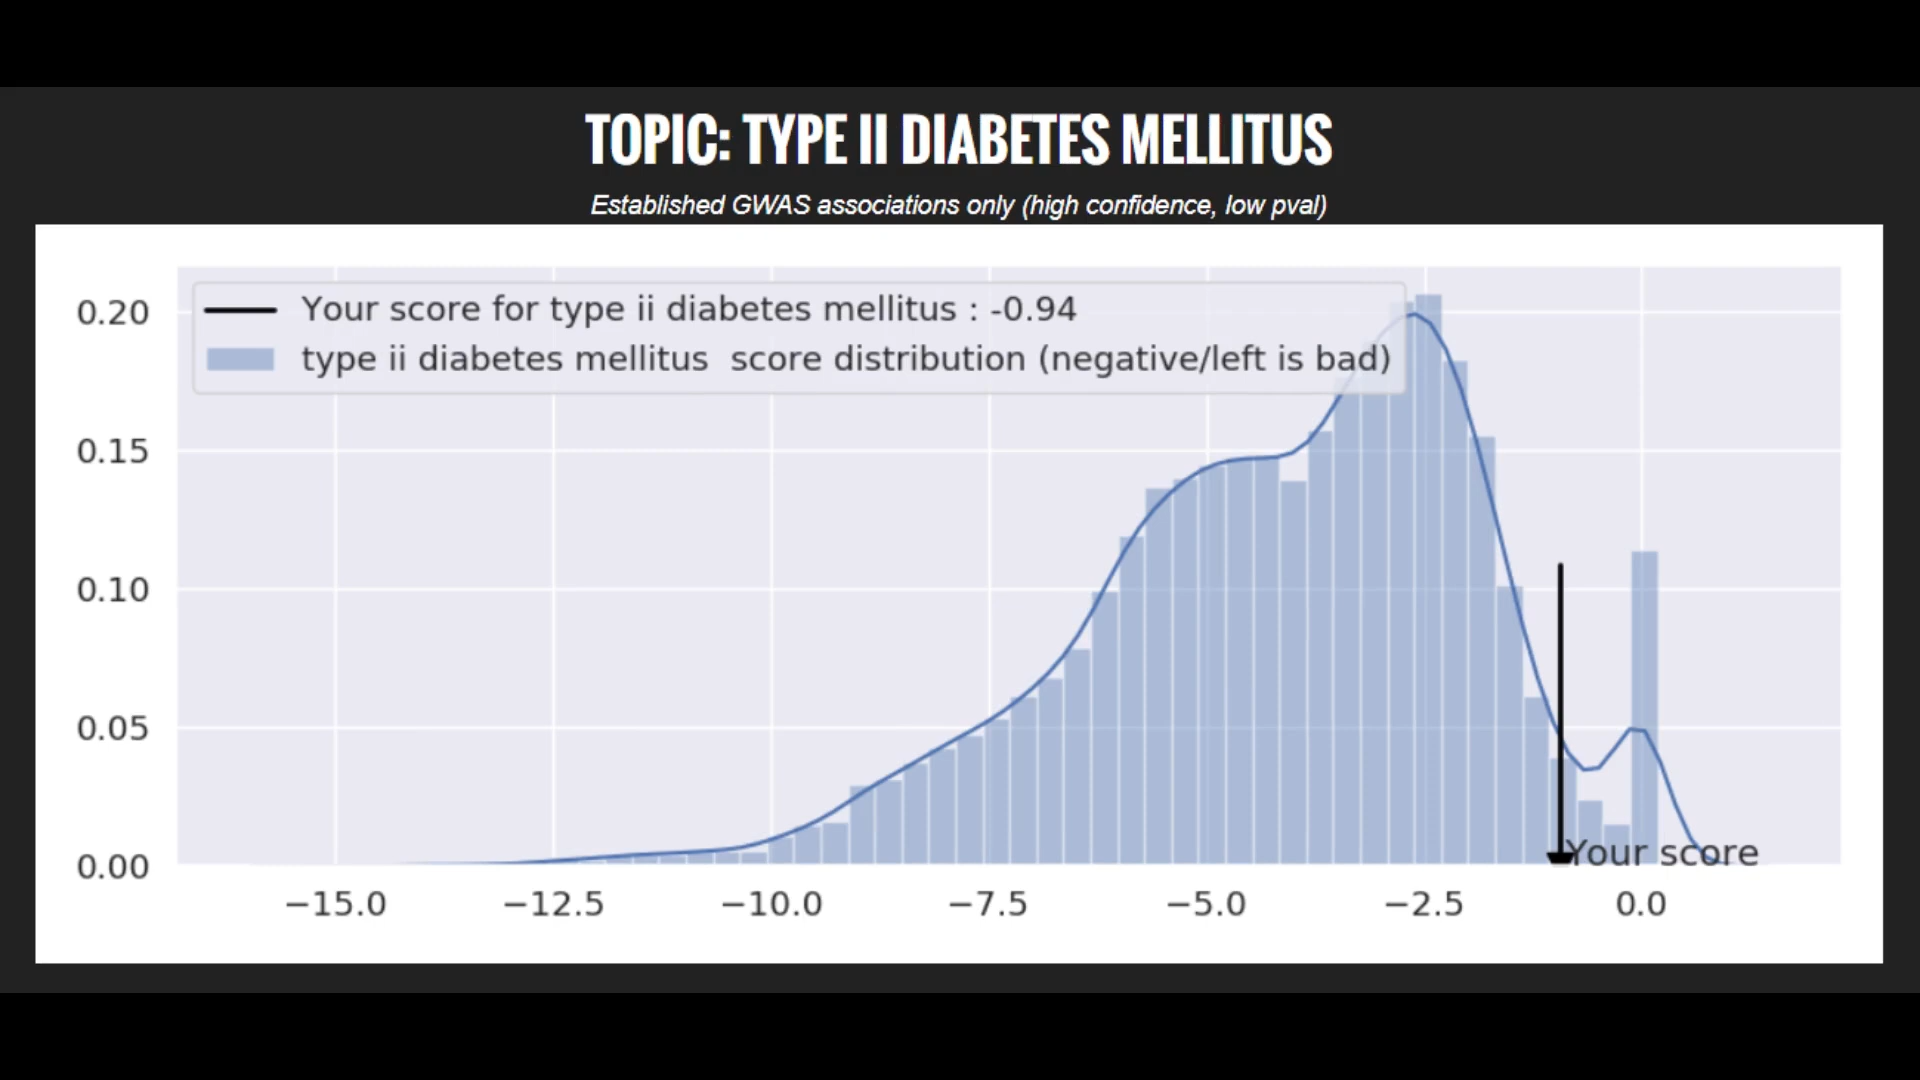 TOPIC: TYPE II DIABETES MELLITUS
Established GWAS associations only (high confidence, low pval)
Your score for type ii diabetes mellitus : -0.94
type ii diabetes mellitus  score distribution (negative/left is bad)
0.20
0.15
0.10
0.05
0.00
Your score
−15.0 −12.5 −10.0 −7.5 −5.0 −2.5 0.0